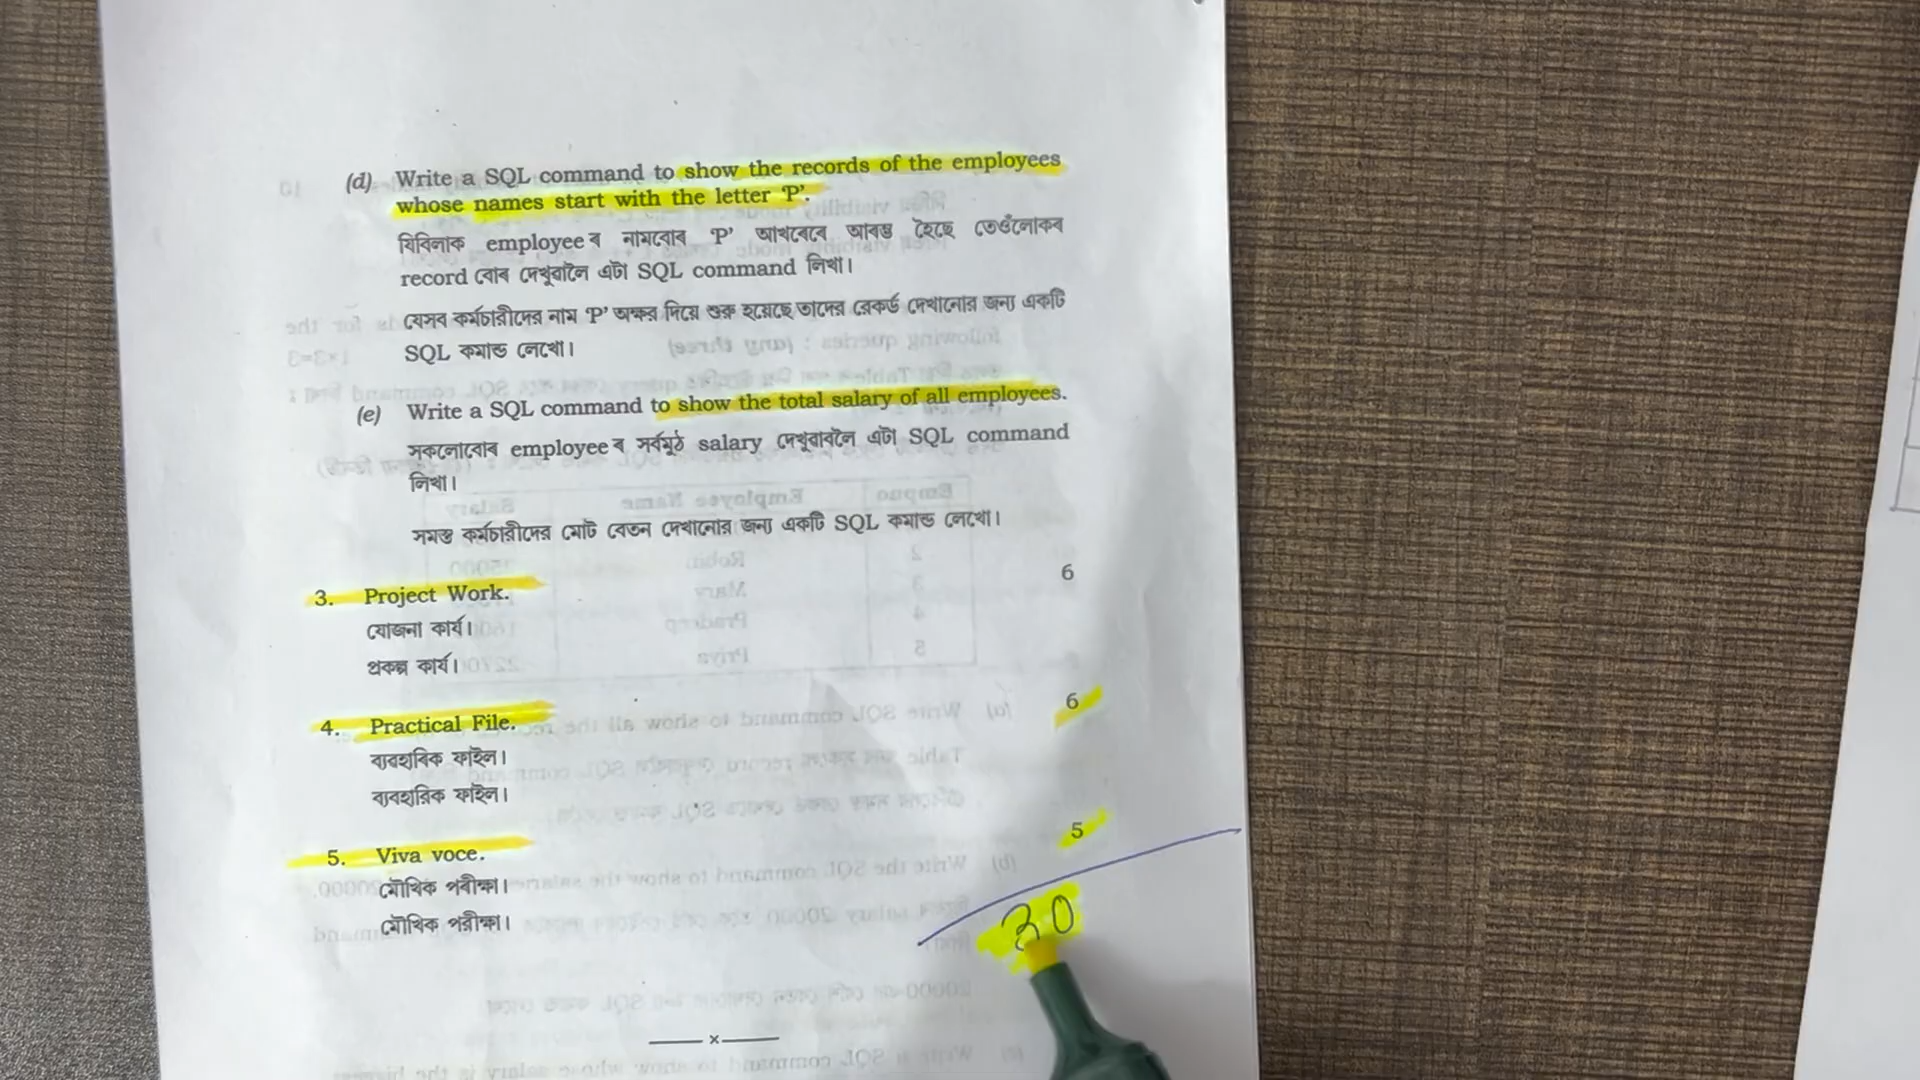 (d) Write a SQL command to show the records of the employees
whose names start with the letter 'P'.
যিবিলাক employeeৰ নামবোৰ 'P' আখৰেৰে আৰম্ভ হৈছে তেওঁলোকৰ
record বোৰ দেখুৱাবলৈ এটা SQL command লিখা।
যেসব কর্মচারীদের নাম 'P' অক্ষর দিয়ে শুরু হয়েছে তাদের রেকর্ড দেখানোর জন্য একটি
SQL কমান্ড লেখো।
(e) Write a SQL command to show the total salary of all employees.
সকলোবোৰ employeeৰ সৰ্বমুঠ salary দেখুৱাবলৈ এটা SQL command
লিখা।
সমস্ত কর্মচারীদের মোট বেতন দেখানোর জন্য একটি SQL কমান্ড লেখো।
3. Project Work. 6
যোজনা কাৰ্য।
প্রকল্প কার্য।
4. Practical File. 6
ব্যৱহাৰিক ফাইল।
ব্যবহারিক ফাইল।
5. Viva voce. 5
মৌখিক পৰীক্ষা।
মৌখিক পরীক্ষা।
30
x